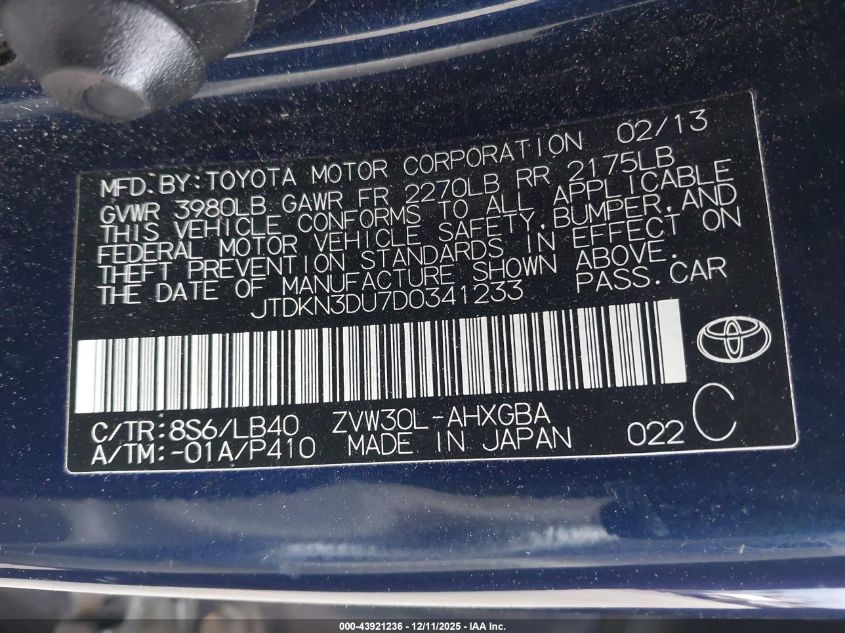 02/13
MFD.BY:TOYOTA MOTOR CORPORATION
GVWR 3980LB GAWR FR 2270LB RR 2175LB
THIS VEHICLE CONFORMS TO ALL APPLICABLE
FEDERAL MOTOR VEHICLE SAFETY,BUMPER,AND
THEFT PREVENTION STANDARDS IN EFFECT ON
THE DATE OF MANUFACTURE SHOWN ABOVE.
JTDKN3DU7D0341233 PASS.CAR
C/TR:8S6/LB40 ZVW30L-AHXGBA
A/TM:-01A/P410 MADE IN JAPAN 022 C
000-43921236 - 12/11/2025 - IAA Inc.